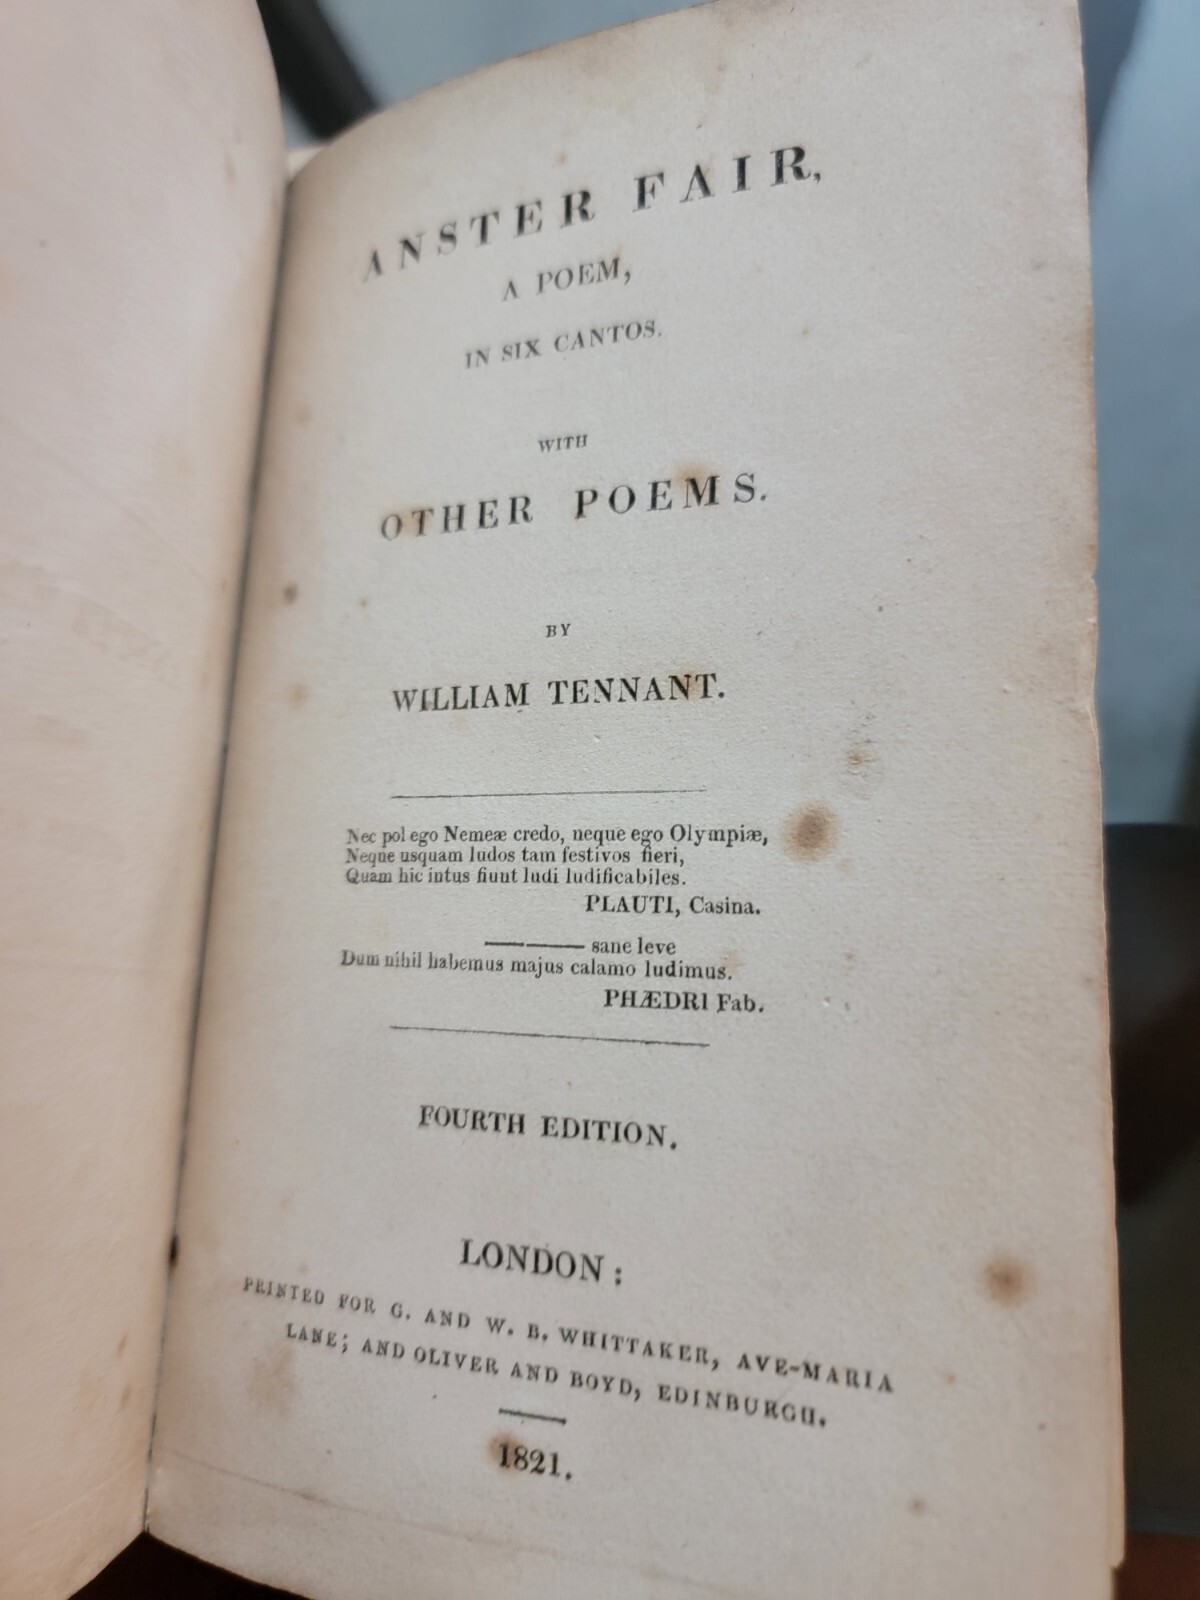 ANSTER FAIR,
A POEM,
IN SIX CANTOS.
WITH
OTHER POEMS.
BY
WILLIAM TENNANT.
Nec pol ego Nemeæ credo, neque ego Olympiæ,
Neque usquam ludos tam festivos fieri,
Quam hic intus fiunt ludi ludificabiles.
PLAUTI, Casina.
—— —— sane leve
Dum nihil habemus majus calamo ludimus.
PHÆDRI Fab.
FOURTH EDITION.
LONDON:
PRINTED FOR G. AND W. B. WHITTAKER, AVE-MARIA
LANE; AND OLIVER AND BOYD, EDINBURGH.
1821.